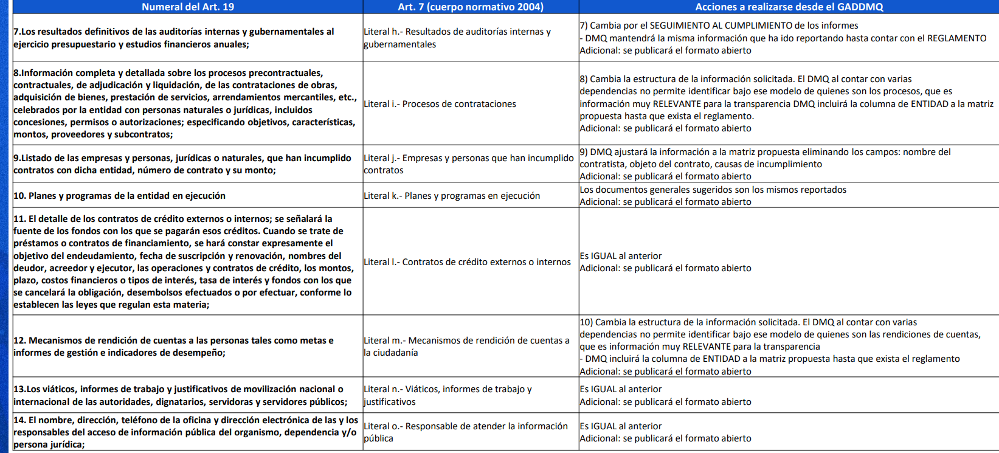 Numeral del Art. 19
Art. 7 (cuerpo normativo 2004)
Acciones a realizarse desde el GADDMQ
7.Los resultados definitivos de las auditorías internas y gubernamentales al
ejercicio presupuestario y estudios financieros anuales;
Literal h.- Resultados de auditorías internas y
gubernamentales
7) Cambia por el SEGUIMIENTO AL CUMPLIMIENTO de los informes
- DMQ mantendrá la misma información que ha ido reportando hasta contar con el REGLAMENTO
Adicional: se publicará el formato abierto
8.Información completa y detallada sobre los procesos precontractuales,
contractuales, de adjudicación y liquidación, de las contrataciones de obras,
adquisición de bienes, prestación de servicios, arrendamientos mercantiles, etc.,
celebrados por la entidad con personas naturales o jurídicas, incluidos
concesiones, permisos o autorizaciones; especificando objetivos, características,
montos, proveedores y subcontratos;
Literal i.- Procesos de contrataciones
8) Cambia la estructura de la información solicitada. El DMQ al contar con varias
dependencias no permite identificar bajo ese modelo de quienes son los procesos, que es
información muy RELEVANTE para la transparencia DMQ incluirá la columna de ENTIDAD a la matriz
propuesta hasta que exista el reglamento.
Adicional: se publicará el formato abierto
9.Listado de las empresas y personas, jurídicas o naturales, que han incumplido
contratos con dicha entidad, número de contrato y su monto;
Literal j.- Empresas y personas que han incumplido
contratos
9) DMQ ajustará la información a la matriz propuesta eliminando los campos: nombre del
contratista, objeto del contrato, causas de incumplimiento
Adicional: se publicará el formato abierto
10. Planes y programas de la entidad en ejecución
Literal k.- Planes y programas en ejecución
Los documentos generales sugeridos son los mismos reportados
Adicional: se publicará el formato abierto
11. El detalle de los contratos de crédito externos o internos; se señalará la
fuente de los fondos con los que se pagarán esos créditos. Cuando se trate de
préstamos o contratos de financiamiento, se hará constar expresamente el
objetivo del endeudamiento, fecha de suscripción y renovación, nombres del
deudor, acreedor y ejecutor, las operaciones y contratos de crédito, los montos,
plazo, costos financieros o tipos de interés, tasa de interés y fondos con los que
se cancelará la obligación, desembolsos efectuados o por efectuar, conforme lo
establecen las leyes que regulan esta materia;
Literal l.- Contratos de crédito externos o internos
Es IGUAL al anterior
Adicional: se publicará el formato abierto
12. Mecanismos de rendición de cuentas a las personas tales como metas e
informes de gestión e indicadores de desempeño;
Literal m.- Mecanismos de rendición de cuentas a
la ciudadanía
10) Cambia la estructura de la información solicitada. El DMQ al contar con varias
dependencias no permite identificar bajo ese modelo de quienes son las rendiciones de cuentas,
que es información muy RELEVANTE para la transparencia
- DMQ incluirá la columna de ENTIDAD a la matriz propuesta hasta que exista el reglamento
Adicional: se publicará el formato abierto
13.Los viáticos, informes de trabajo y justificativos de movilización nacional o
internacional de las autoridades, dignatarios, servidoras y servidores públicos;
Literal n.- Viáticos, informes de trabajo y
justificativos
Es IGUAL al anterior
Adicional: se publicará el formato abierto
14. El nombre, dirección, teléfono de la oficina y dirección electrónica de las y los
responsables del acceso de información pública del organismo, dependencia y/o
persona jurídica;
Literal o.- Responsable de atender la información
pública
Es IGUAL al anterior
Adicional: se publicará el formato abierto